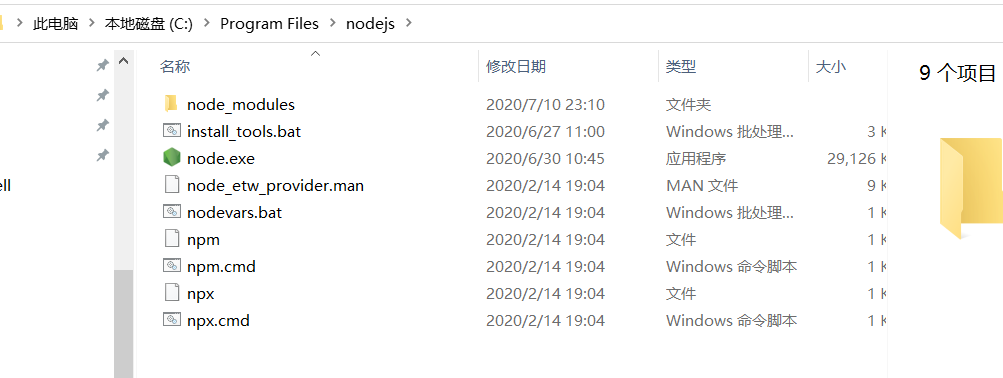 此电脑 > 本地磁盘 (C:) > Program Files > nodejs >
名称 修改日期 类型 大小
9 个项目
node_modules 2020/7/10 23:10 文件夹
install_tools.bat 2020/6/27 11:00 Windows 批处理... 3 K
node.exe 2020/6/30 10:45 应用程序 29,126 K
node_etw_provider.man 2020/2/14 19:04 MAN 文件 9 K
nodevars.bat 2020/2/14 19:04 Windows 批处理... 1 K
npm 2020/2/14 19:04 文件 1 K
npm.cmd 2020/2/14 19:04 Windows 命令脚本 1 K
npx 2020/2/14 19:04 文件 1 K
npx.cmd 2020/2/14 19:04 Windows 命令脚本 1 K
ell